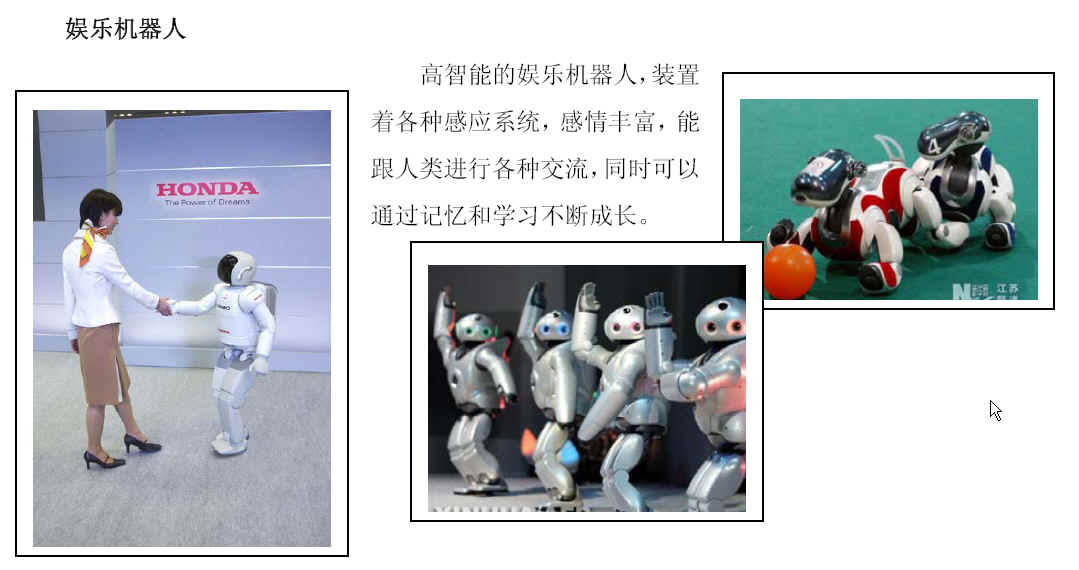 娱乐机器人
高智能的娱乐机器人，装置
着各种感应系统，感情丰富，能
跟人类进行各种交流，同时可以
通过记忆和学习不断成长。
HONDA
The Power of Dreams
4
江苏